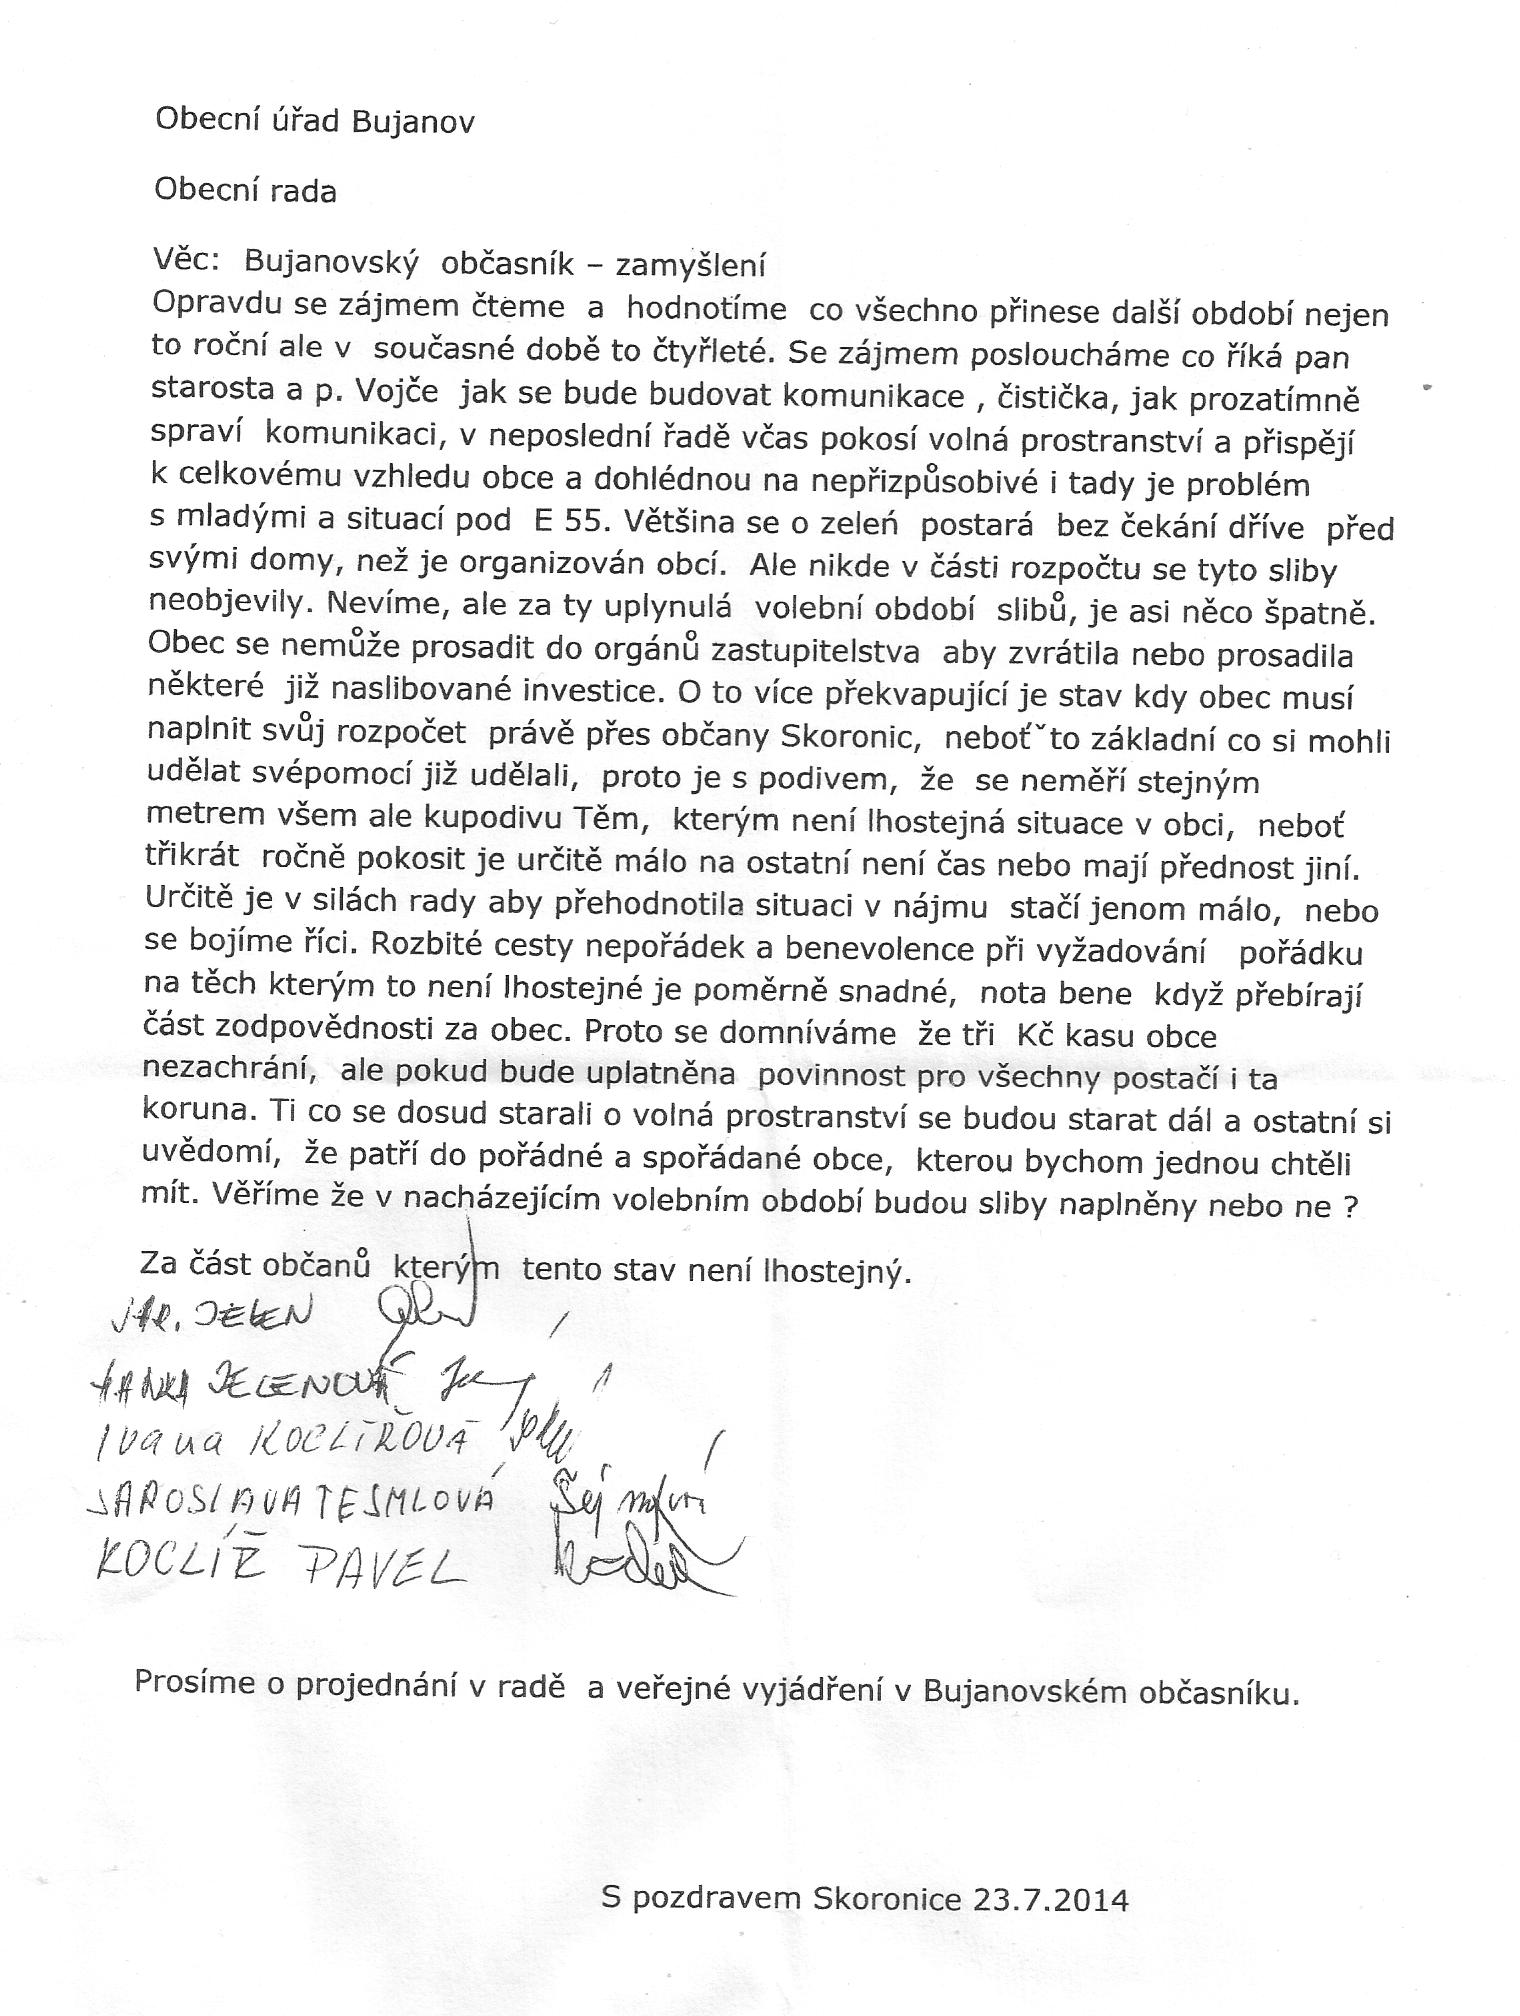 Obecní úřad Bujanov
Obecní rada
Věc: Bujanovský občasník – zamyšlení
Opravdu se zájmem čteme a hodnotíme co všechno přinese další období nejen
to roční ale v současné době to čtyřleté. Se zájmem posloucháme co říká pan
starosta a p. Vojče jak se bude budovat komunikace , čistička, jak prozatímně
spraví komunikaci, v neposlední řadě včas pokosí volná prostranství a přispějí
k celkovému vzhledu obce a dohlédnou na nepřizpůsobivé i tady je problém
s mladými a situací pod E 55. Většina se o zeleń postará bez čekání dříve před
svými domy, než je organizován obcí. Ale nikde v části rozpočtu se tyto sliby
neobjevily. Nevíme, ale za ty uplynulá volební období slibů, je asi něco špatně.
Obec se nemůže prosadit do orgánů zastupitelstva aby zvrátila nebo prosadila
některé již naslibované investice. O to více překvapující je stav kdy obec musí
naplnit svůj rozpočet právě přes občany Skoronic, neboťˇto základní co si mohli
udělat svépomocí již udělali, proto je s podivem, že se neměří stejným
metrem všem ale kupodivu Těm, kterým není lhostejná situace v obci, neboť
třikrát ročně pokosit je určitě málo na ostatní není čas nebo mají přednost jiní.
Určitě je v silách rady aby přehodnotila situaci v nájmu stačí jenom málo, nebo
se bojíme říci. Rozbité cesty nepořádek a benevolence při vyžadování pořádku
na těch kterým to není lhostejné je poměrně snadné, nota bene když přebírají
část zodpovědnosti za obec. Proto se domníváme že tři Kč kasu obce
nezachrání, ale pokud bude uplatněna povinnost pro všechny postačí i ta
koruna. Ti co se dosud starali o volná prostranství se budou starat dál a ostatní si
uvědomí, že patří do pořádné a spořádané obce, kterou bychom jednou chtěli
mít. Věříme že v nacházejícím volebním období budou sliby naplněny nebo ne ?
Za část občanů kterým tento stav není lhostejný.
JAR. JELEN
HANKA JELENOVÁ
Ivana KOCLÍŘOVÁ
JAROSLAVA TESMLOVÁ
KOCLÍŘ PAVEL
Prosíme o projednání v radě a veřejné vyjádření v Bujanovském občasníku.
S pozdravem Skoronice 23.7.2014